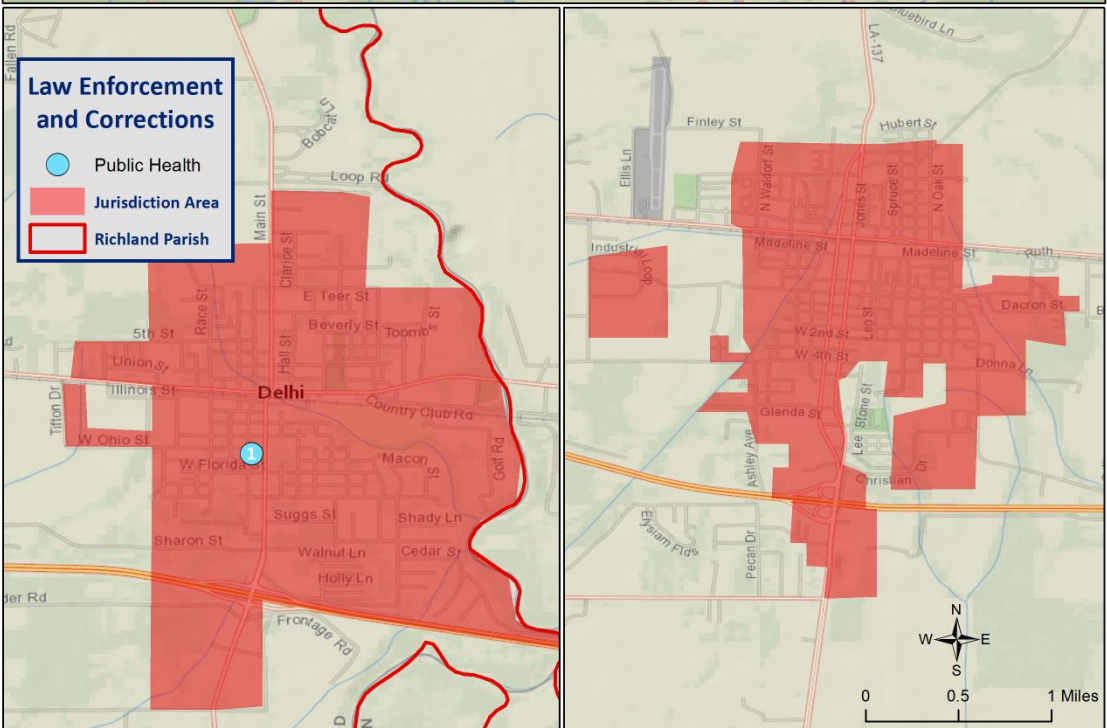 Fallen Rd
Law Enforcement
and Corrections
Public Health
Jurisdiction Area
Richland Parish
Bobcat Ln
Loop Rd
Main St
Clarice St
E Teer St
Race St
Beverly St
Toomb's St
5th St
Hall St
Union St
Illinois St
Delhi
Tifton Dr
Country Club Rd
W Ohio St
1
W Florida St
Macon St
Golf Rd
Suggs St
Shady Ln
Sharon St
Walnut Ln
Cedar St
Holly Ln
der Rd
Frontage Rd
D
N
Bluebird Ln
LA-137
Finley St
Hubert St
Ellis Ln
N Waldorf St
Jones St
Spruce St
N Oak St
Industrial Loop
Madeline St
Madeline St
Ruth
Dacron St
B
W 2nd St
Leo St
W 4th St
Donna Ln
Glenda St
Lee Stone St
Ashley Ave
Christian Dr
Elysiam Flds
Pecan Dr
N
W E
S
0 0.5 1 Miles